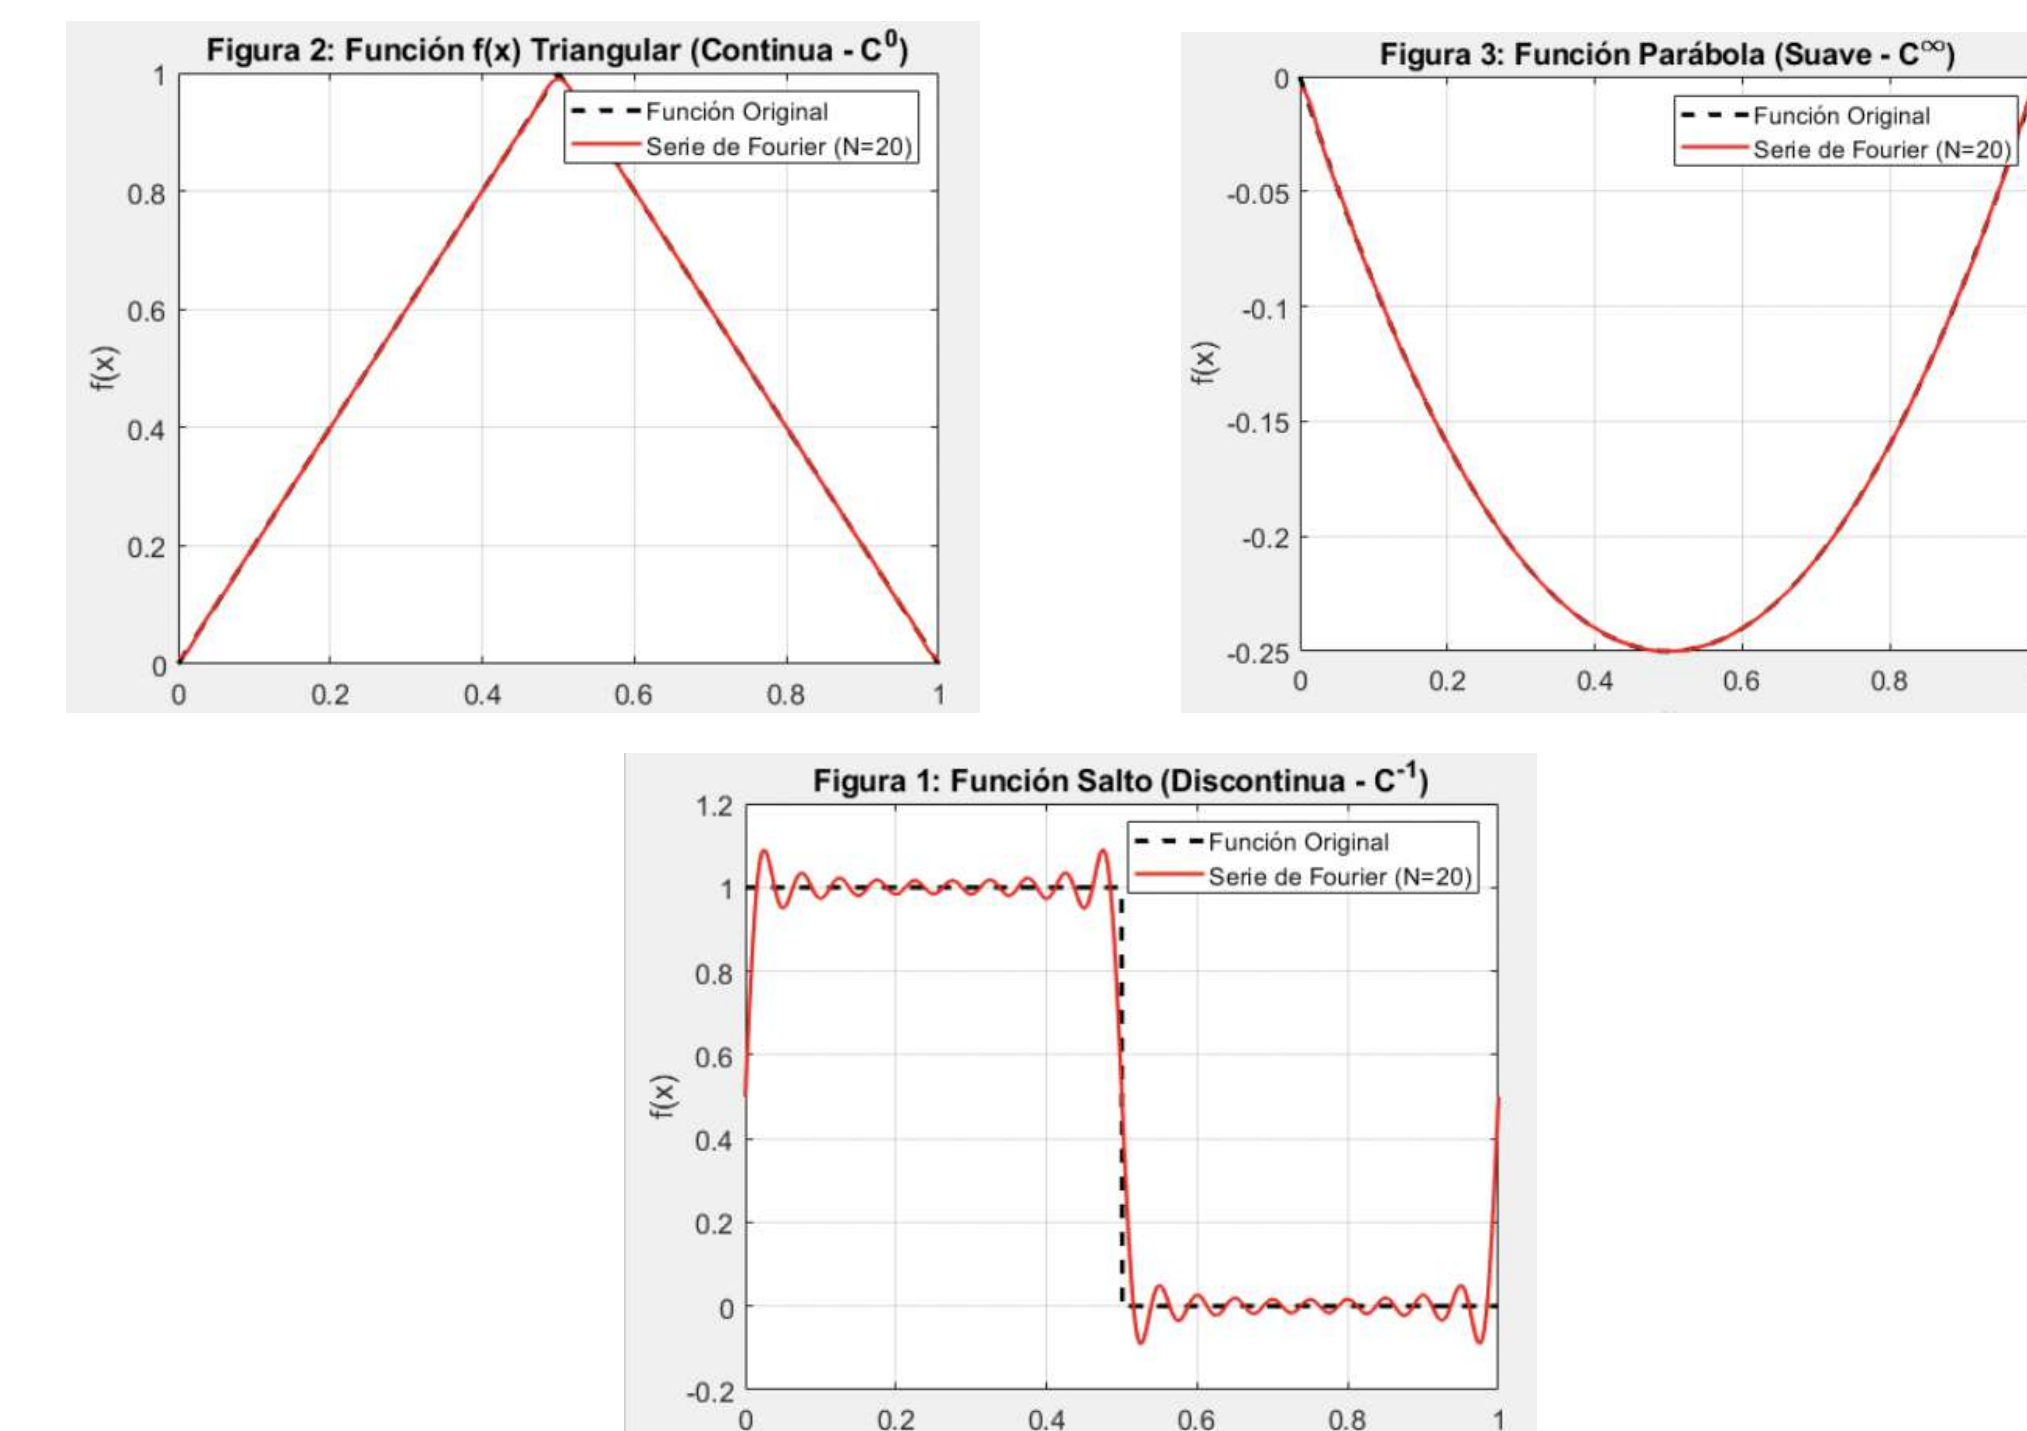 Figura 2: Función f(x) Triangular (Continua - C⁰)
1
0.8
0.6
0.4
0.2
0
f(x)
Función Original
Serie de Fourier (N=20)
0 0.2 0.4 0.6 0.8 1
Figura 3: Función Parábola (Suave - C∞)
0
-0.05
-0.1
-0.15
-0.2
-0.25
f(x)
Función Original
Serie de Fourier (N=20)
0 0.2 0.4 0.6 0.8
Figura 1: Función Salto (Discontinua - C⁻¹)
1.2
1
0.8
0.6
0.4
0.2
0
-0.2
f(x)
Función Original
Serie de Fourier (N=20)
0 0.2 0.4 0.6 0.8 1